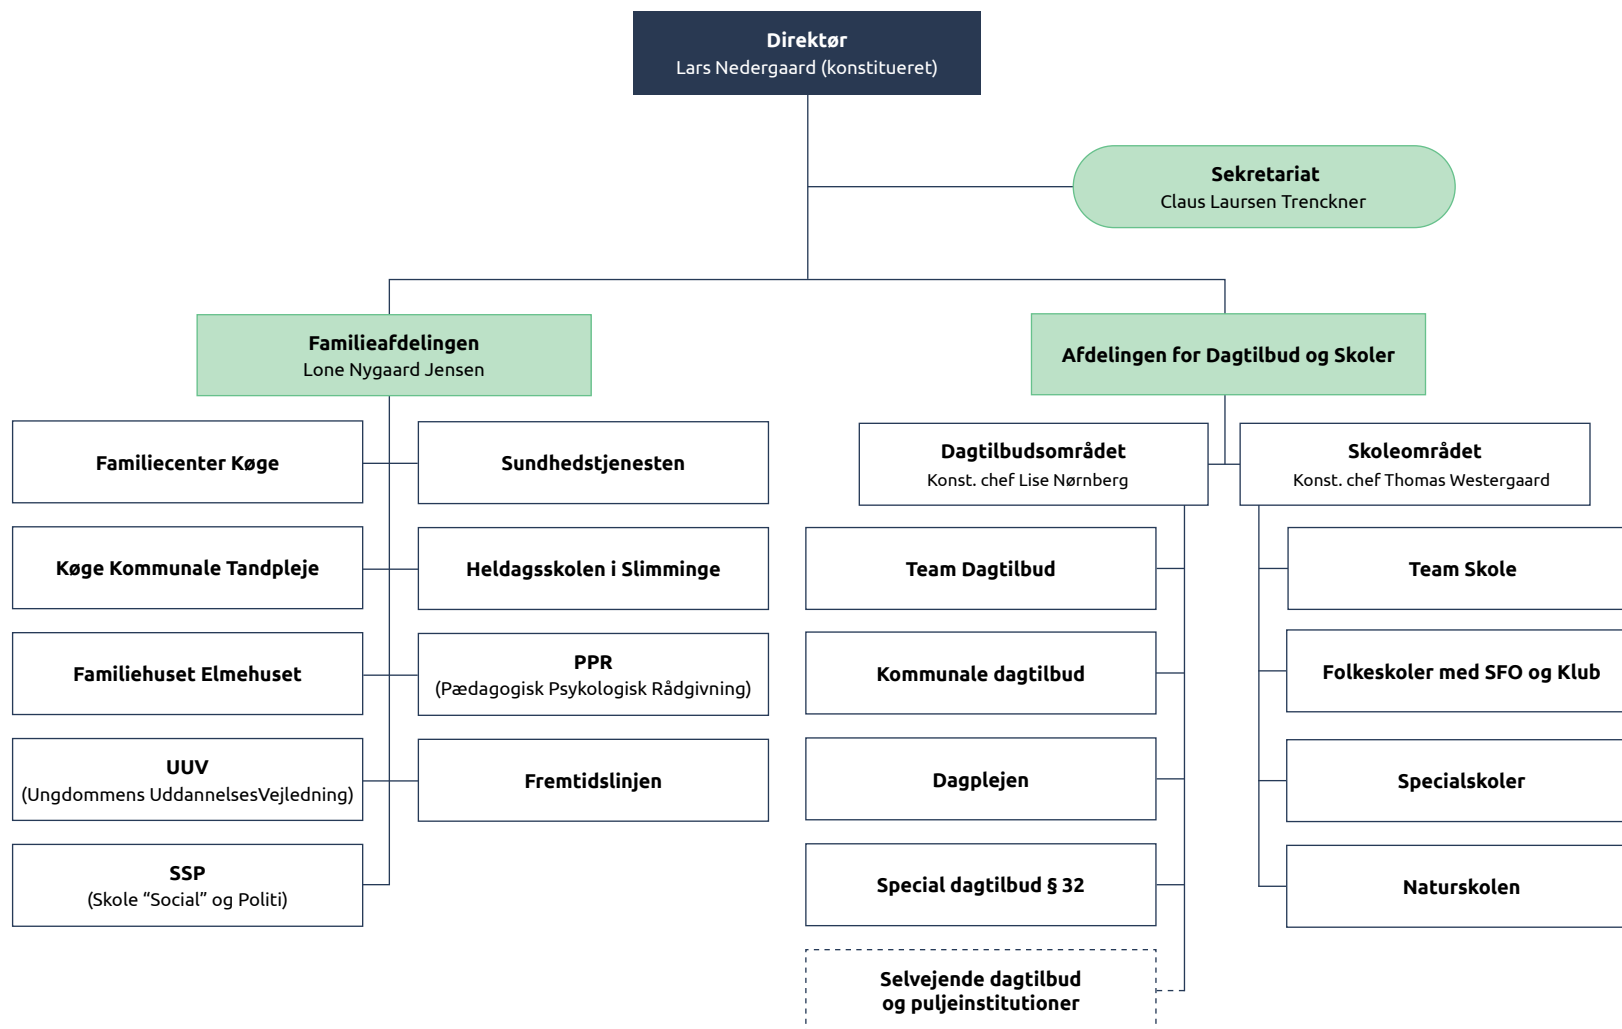 Direktør
Lars Nedergaard (konstitueret)
Sekretariat
Claus Laursen Trenckner
Familieafdelingen
Lone Nygaard Jensen
Afdelingen for Dagtilbud og Skoler
Familiecenter Køge
Sundhedstjenesten
Køge Kommunale Tandpleje
Heldagsskolen i Slimminge
Familiehuset Elmehuset
PPR
(Pædagogisk Psykologisk Rådgivning)
UUV
(Ungdommens UddannelsesVejledning)
Fremtidslinjen
SSP
(Skole “Social” og Politi)
Dagtilbudsområdet
Konst. chef Lise Nørnberg
Team Dagtilbud
Kommunale dagtilbud
Dagplejen
Special dagtilbud § 32
Selvejende dagtilbud
og puljeinstitutioner
Skoleområdet
Konst. chef Thomas Westergaard
Team Skole
Folkeskoler med SFO og Klub
Specialskoler
Naturskolen